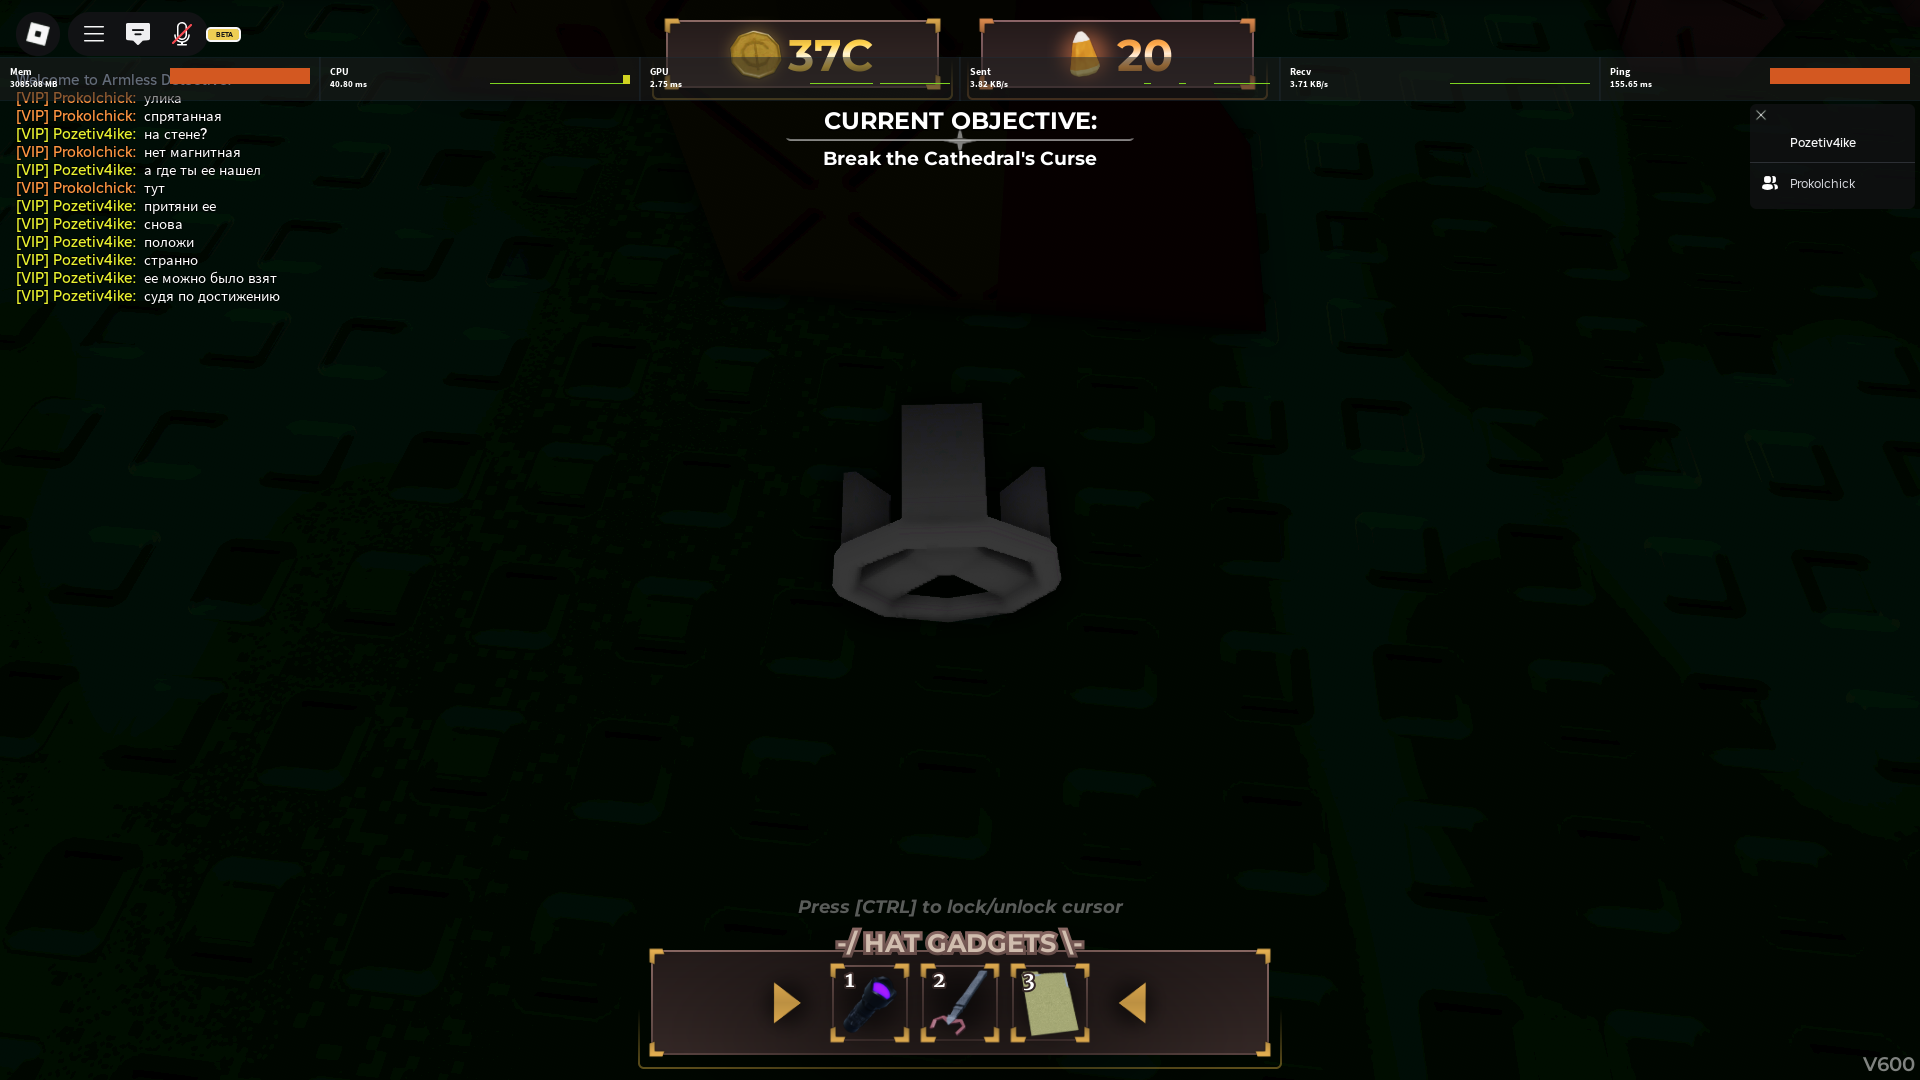 BETA
37C
20
Mem
3085.08 MB
CPU
40.80 ms
GPU
2.75 ms
Sent
3.82 KB/s
Recv
3.71 KB/s
Ping
155.65 ms
Welcome to Armless
[VIP] Prokolchick: улика
[VIP] Prokolchick: спрятанная
[VIP] Pozetiv4ike: на стене?
[VIP] Prokolchick: нет магнитная
[VIP] Pozetiv4ike: а где ты ее нашел
[VIP] Prokolchick: тут
[VIP] Pozetiv4ike: притяни ее
[VIP] Pozetiv4ike: снова
[VIP] Pozetiv4ike: положи
[VIP] Pozetiv4ike: странно
[VIP] Pozetiv4ike: ее можно было взят
[VIP] Pozetiv4ike: судя по достижению
CURRENT OBJECTIVE:
Break the Cathedral's Curse
Pozetiv4ike
Prokolchick
Press [CTRL] to lock/unlock cursor
-/ HAT GADGETS \-
1
2
3
V600